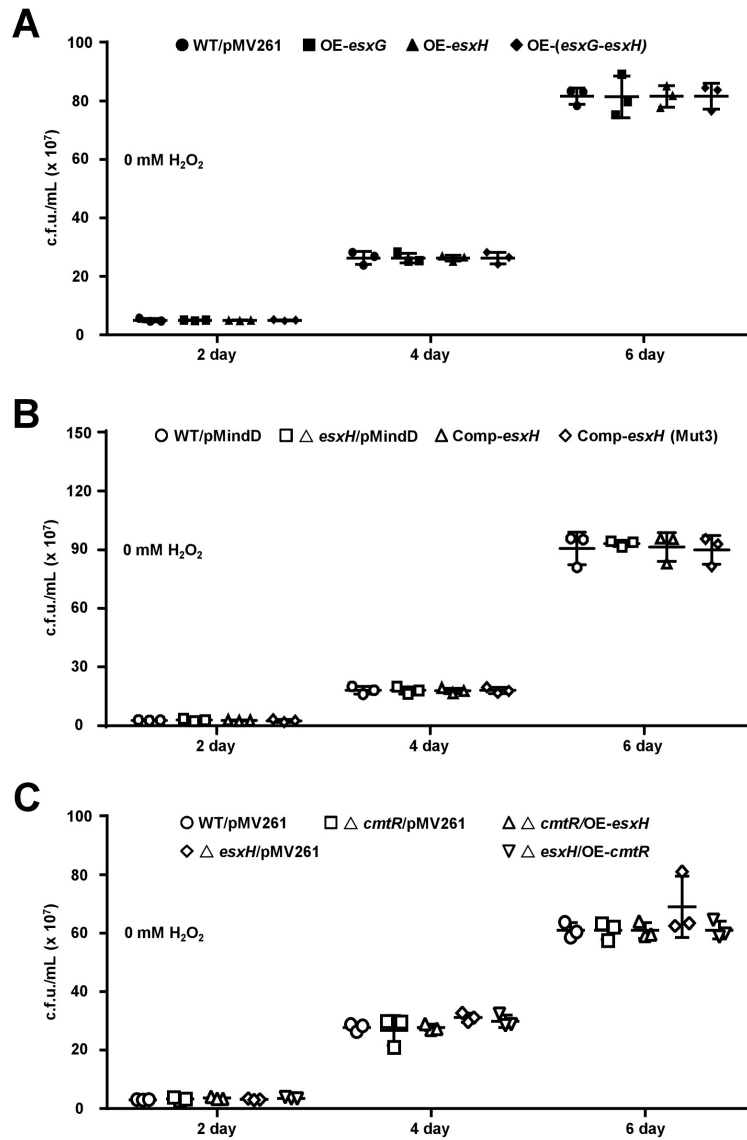 A
100
WT/pMV261 OE-esxG OE-esxH OE-(esxG-esxH)
80
60
0 mM H₂O₂
40
20
0
c.f.u./mL (x 10⁷)
2 day 4 day 6 day
B
150
WT/pMindD △ esxH/pMindD Comp-esxH Comp-esxH (Mut3)
120
90
0 mM H₂O₂
60
30
0
c.f.u./mL (x 10⁷)
2 day 4 day 6 day
C
100
WT/pMV261 △ cmtR/pMV261 △ cmtR/OE-esxH
△ esxH/pMV261 △ esxH/OE-cmtR
80
60
0 mM H₂O₂
40
20
0
c.f.u./mL (x 10⁷)
2 day 4 day 6 day